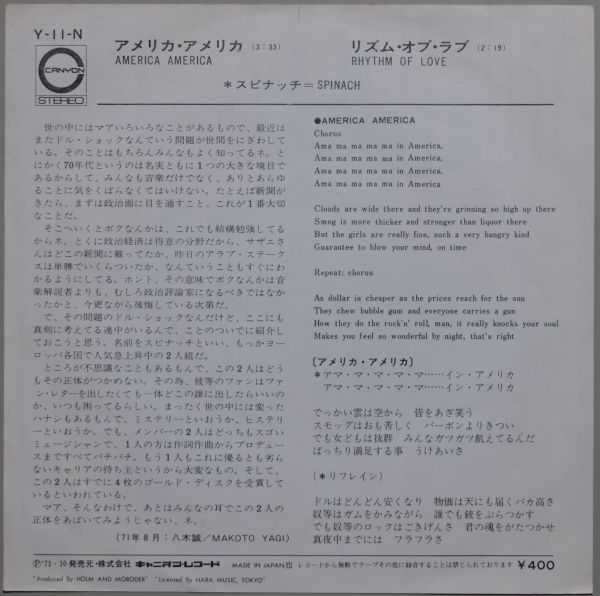 Y-11-N
CANYON
STEREO
アメリカ・アメリカ (3:33)
AMERICA AMERICA
リズム・オブ・ラブ (2:19)
RHYTHM OF LOVE
＊スピナッチ＝SPINACH
世の中にはマアいろいろなことがあるもので、最近は
またドル・ショックなんていう問題が世間をにぎわして
いる。そのことはもちろんみんなもよく知ってるネ。と
にかく70年代というのは名実ともに1つの大きな境目で
あるからして、みんなも音楽だけでなく、ありとあらゆ
ることに気をくばらなくてはいけない。たとえば新聞が
きたら、まずは政治面に目を通すこと、これが1番大切
なことだ。
そこへいくとボクなんかは、これでも結構勉強してる
からネ。とくに政治経済は得意の分野だから、サザエさ
んはどこの新聞に載ってたか、昨日のアラブ・ステーク
スは単勝でいくらついたか、なんていうこともすぐにわ
かるようにしてる。ホント、その意味でボクなんかは音
楽解説者よりも、むしろ政治評論家になるべきではなか
ったかと、今更ながら後悔している次第だ。
で、その問題のドル・ショックなんだけど、ここにも
真剣に考えてる連中がいるんで、ことのついでに紹介し
ておこうと思う。名前をスピナッチといい、もっかヨー
ロッパ各国で人気急上昇中の2人組だ。
ところが不思議なこともあるもんで、この2人はどう
もその正体がつかめない。その為、彼等のファンはファ
ン・レターを出したくても一体どこの誰に出したらいいの
か、いつも困ってるらしい。まったく世の中には変った
ハナシもあるもんで、ミステリーといおうか、ヒステリ
ーといおうか。でも、メンバーの2人はどっちもスゴい
ミュージシャンで、1人の方は作詞作曲からプロデュー
スまですべてバチバチ。もう1人もこれに優るとも劣ら
ないキャリアの持ち主というから大変なもの。そして、
この2人はすでに4枚のゴールド・ディスクを受賞して
いるといわれている。
マア、そんなわけで、あとはみんなの耳でこの2人の
正体をあばいてみようじゃない、ネ。
(71年8月：八木誠／MAKOTO YAGI)
●AMERICA AMERICA
Chorus
Ama ma ma ma ma in America,
Ama ma ma ma ma in America,
Ama ma ma ma ma in America,
Ama ma ma ma ma in America
Clouds are wide there and they're grinning so high up there
Smog is more thicker and stronger than liquor there
But the girls are really fine, such a very hungry kind
Guarantee to blow your mind, on time
Repeat: chorus
As dollar is cheaper as the prices reach for the sun
They chew bubble gum and everyone carries a gun
How they do the rock'n' roll, man, it really knocks your soul
Makes you feel so wonderful by night, that's right
〔アメリカ・アメリカ〕
＊アマ・マ・マ・マ・マ……イン・アメリカ
アマ・マ・マ・マ・マ……イン・アメリカ
でっかい雲は空から 皆をあざ笑う
スモッグはおも苦しく バーボンよりきつい
でも女どもは抜群 みんなガツガツ飢えてるんだ
ばっちり満足する事 うけあいさ
(＊リフレイン)
ドルはどんどん安くなり 物価は天にも届くバカ高さ
奴等はガムをかみながら 誰でも銃をぶらつかす
でも奴等のロックはごきげんさ 君の魂をがたつかせ
真夜中までには フラフラさ
Ⓟ'71・10 発売元・株式会社 キャニオン・レコード MADE IN JAPAN レコードから無断でテープその他に録音することは禁じられております ¥400
"Produced by HOLM AND MORODER" "Licensed by HARA MUSIC, TOKYO"